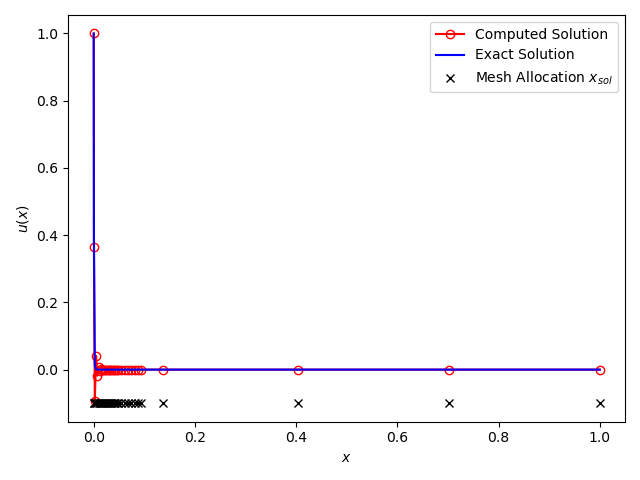 1.0
0.8
0.6
0.4
0.2
0.0
u(x)
0.0 0.2 0.4 0.6 0.8 1.0
x
Computed Solution
Exact Solution
Mesh Allocation x_sol